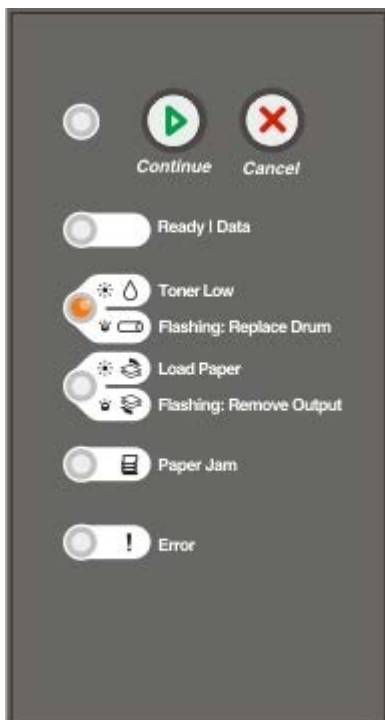 Continue
Cancel
Ready | Data
Toner Low
Flashing: Replace Drum
Load Paper
Flashing: Remove Output
Paper Jam
! Error